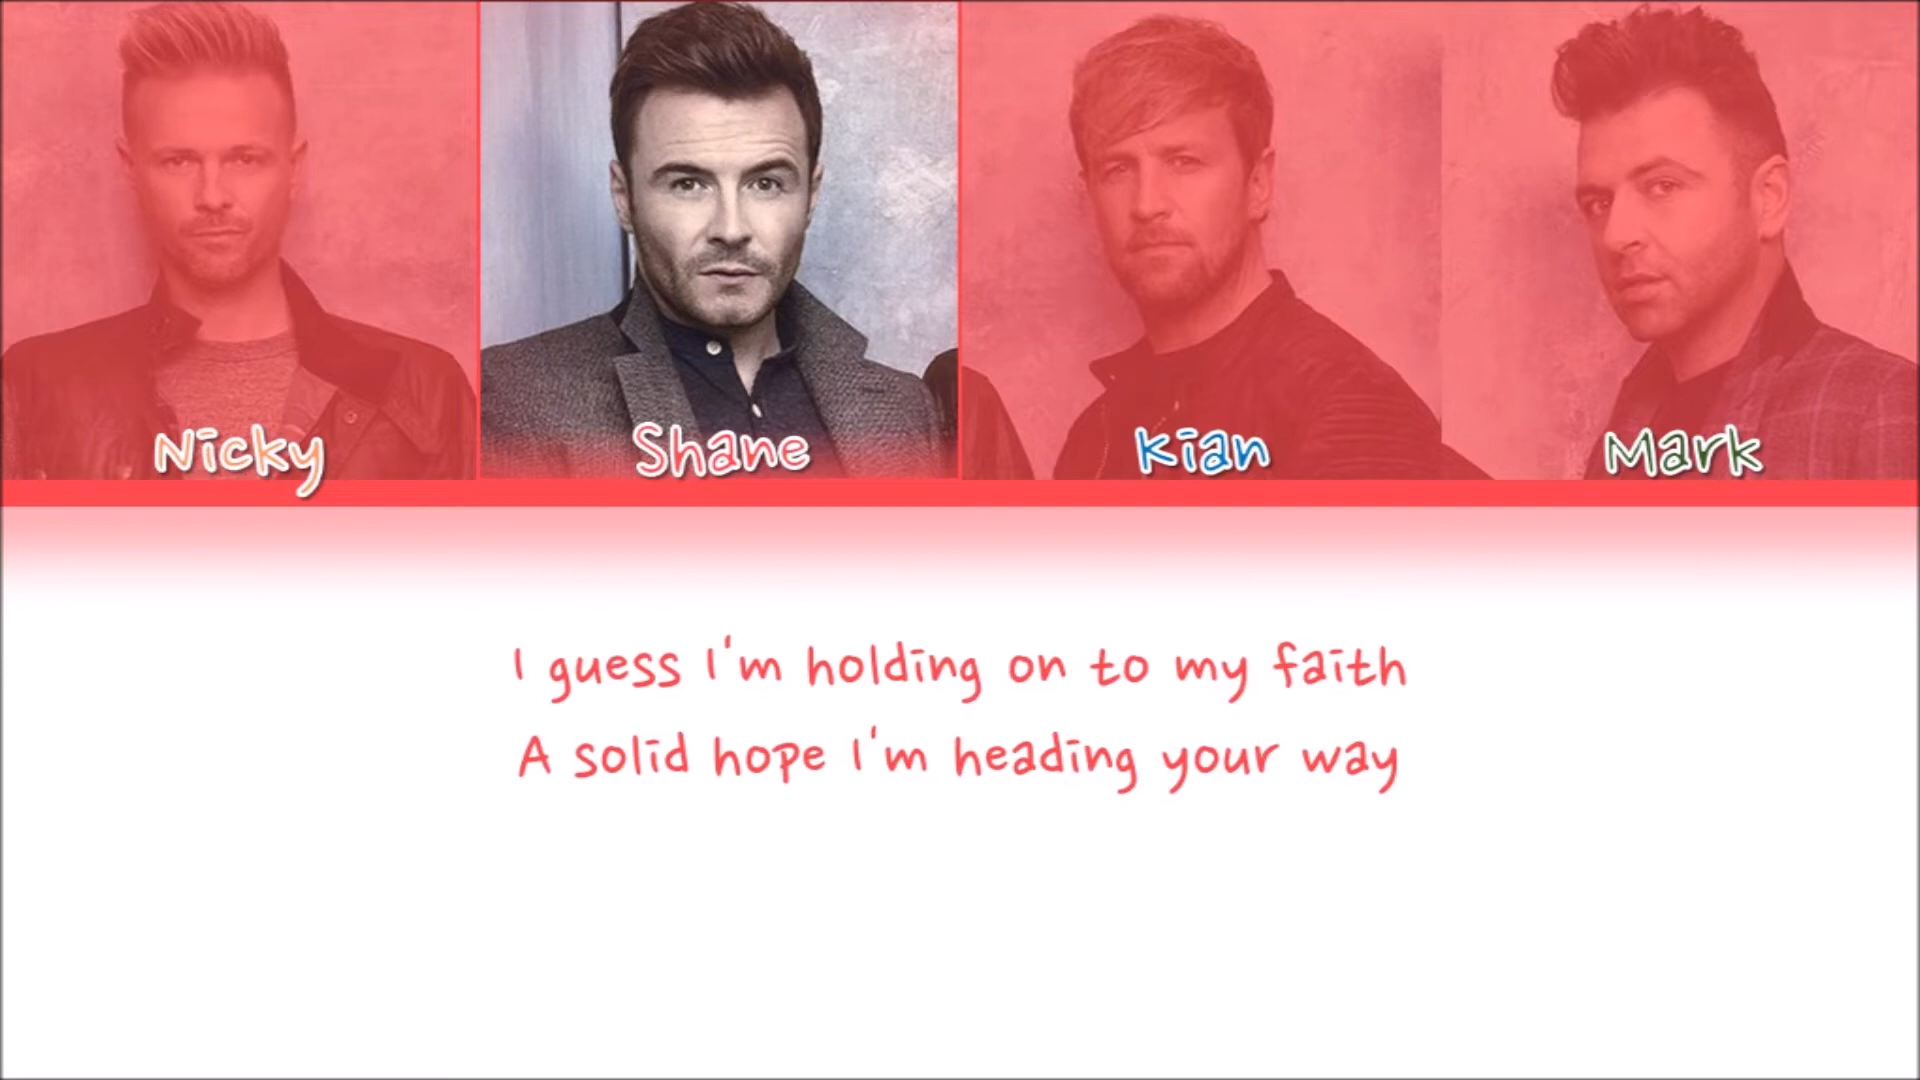 Nicky Shane Kian Mark
I guess I'm holding on to my faith
A solid hope I'm heading your way